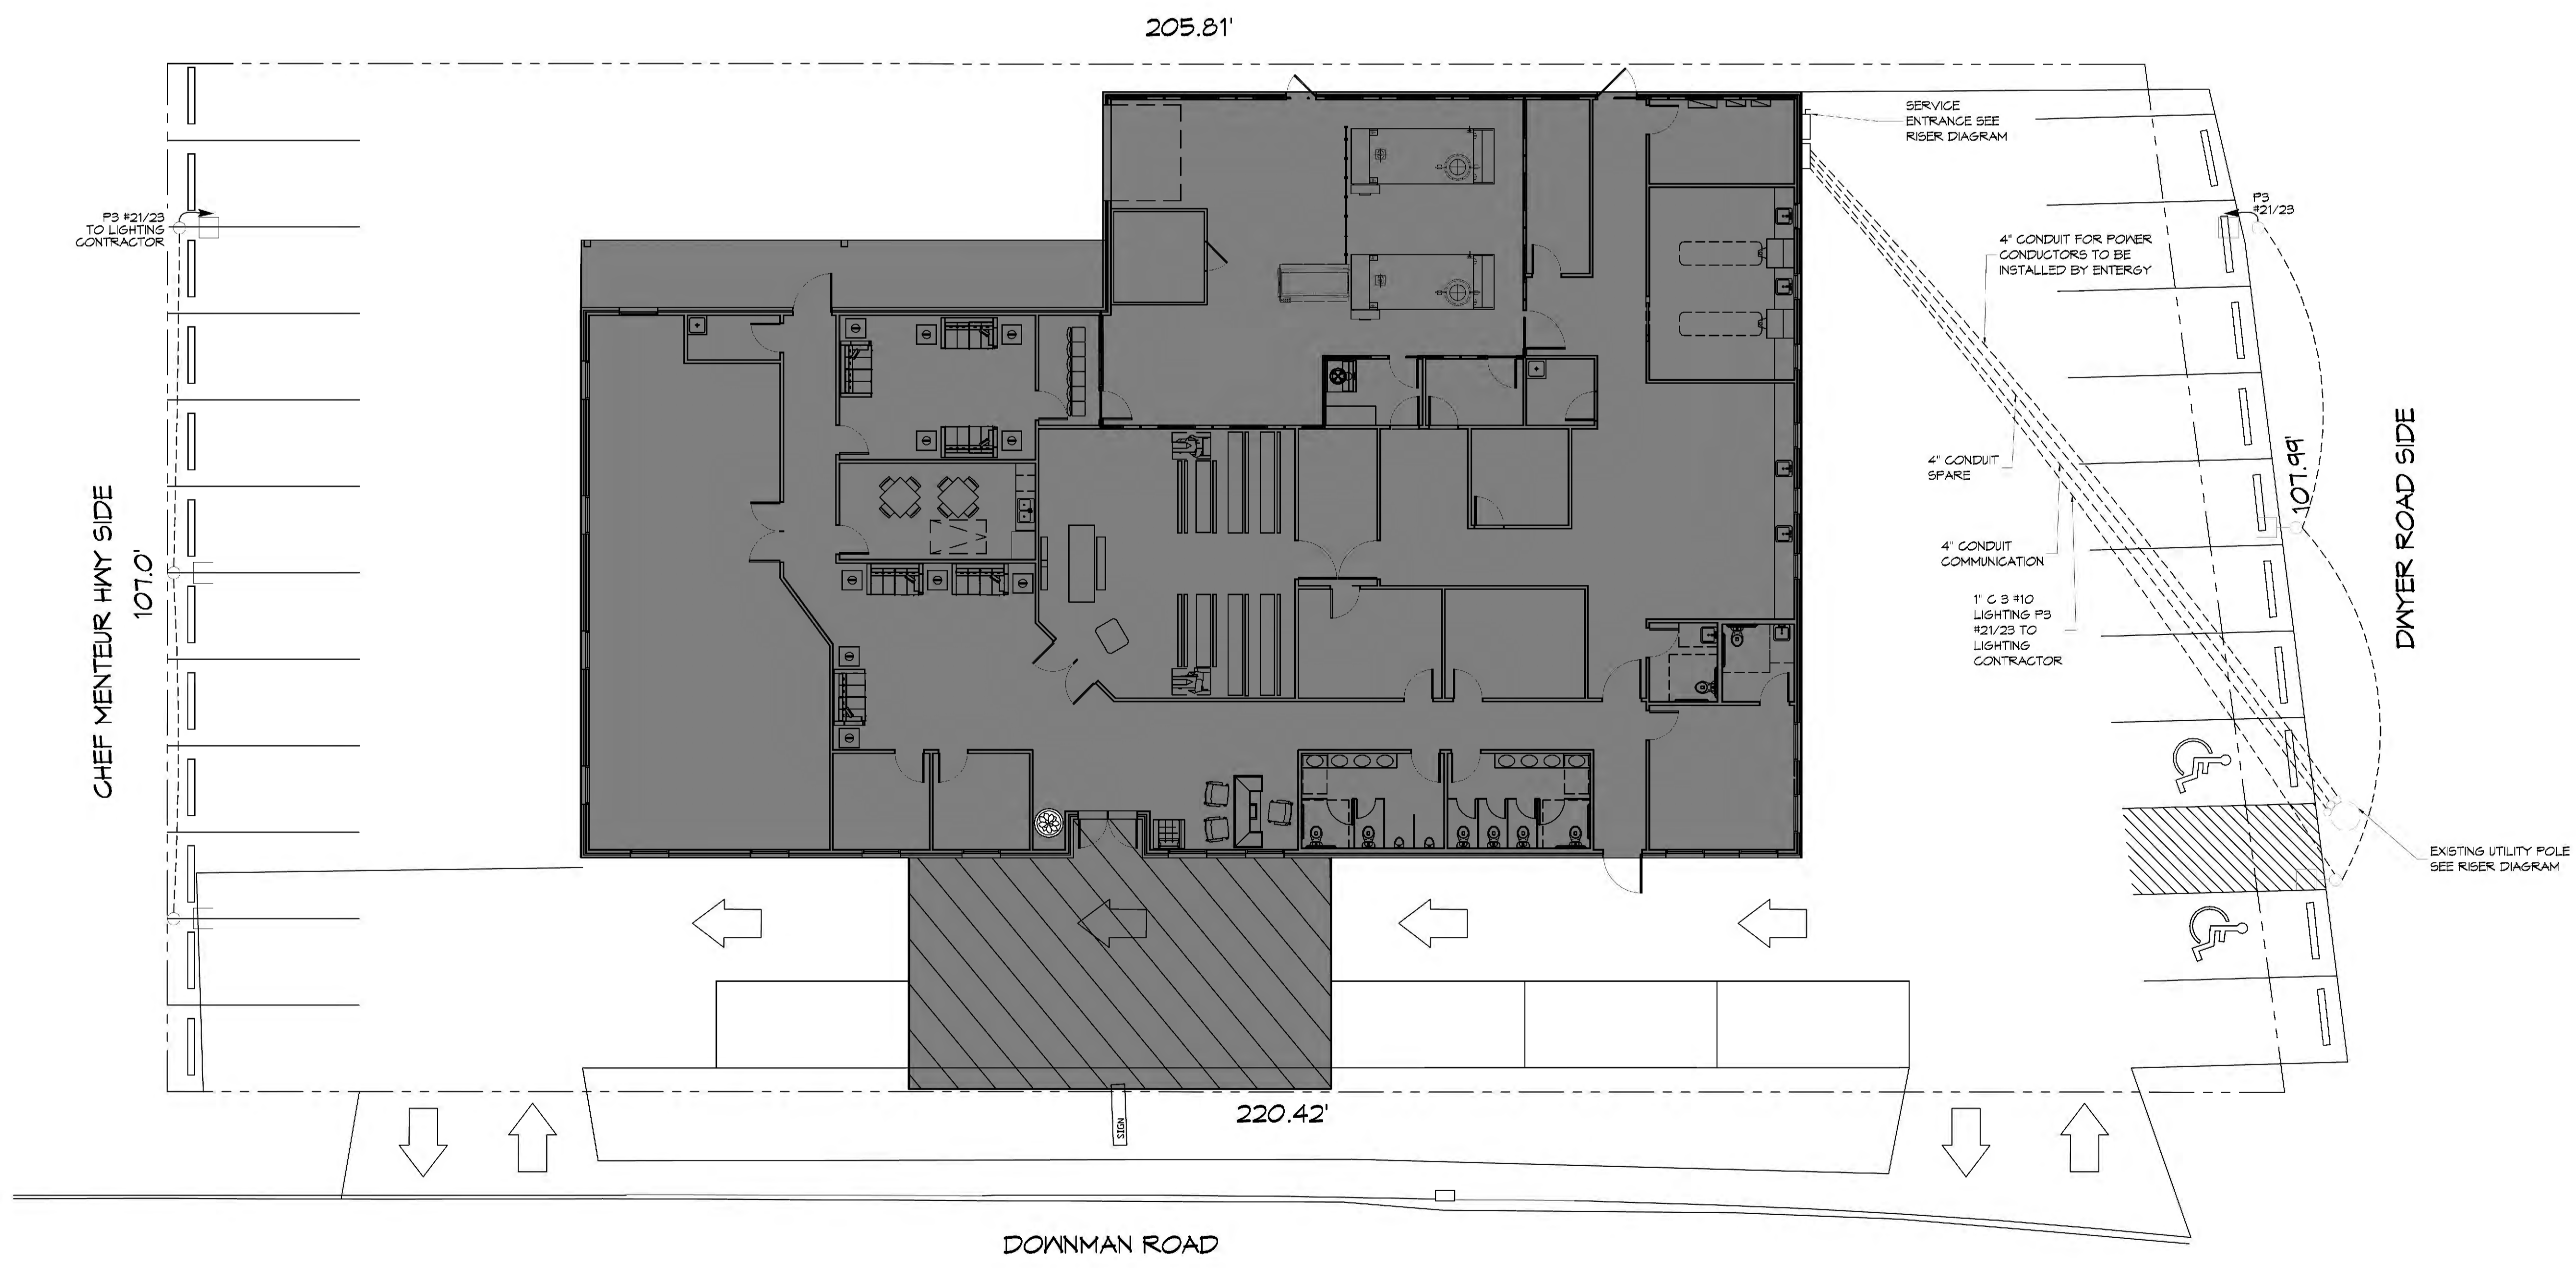 205.81'
SERVICE
ENTRANCE SEE
RISER DIAGRAM
P3 #21/23
TO LIGHTING
CONTRACTOR
P3
#21/23
4" CONDUIT FOR POWER
CONDUCTORS TO BE
INSTALLED BY ENTERGY
4" CONDUIT
SPARE
107.99'
DWYER ROAD SIDE
CHEF MENTEUR HWY SIDE
107.0'
4" CONDUIT
COMMUNICATION
1" C 3 #10
LIGHTING P3
#21/23 TO
LIGHTING
CONTRACTOR
EXISTING UTILITY POLE
SEE RISER DIAGRAM
220.42'
SIGN
DOWNMAN ROAD